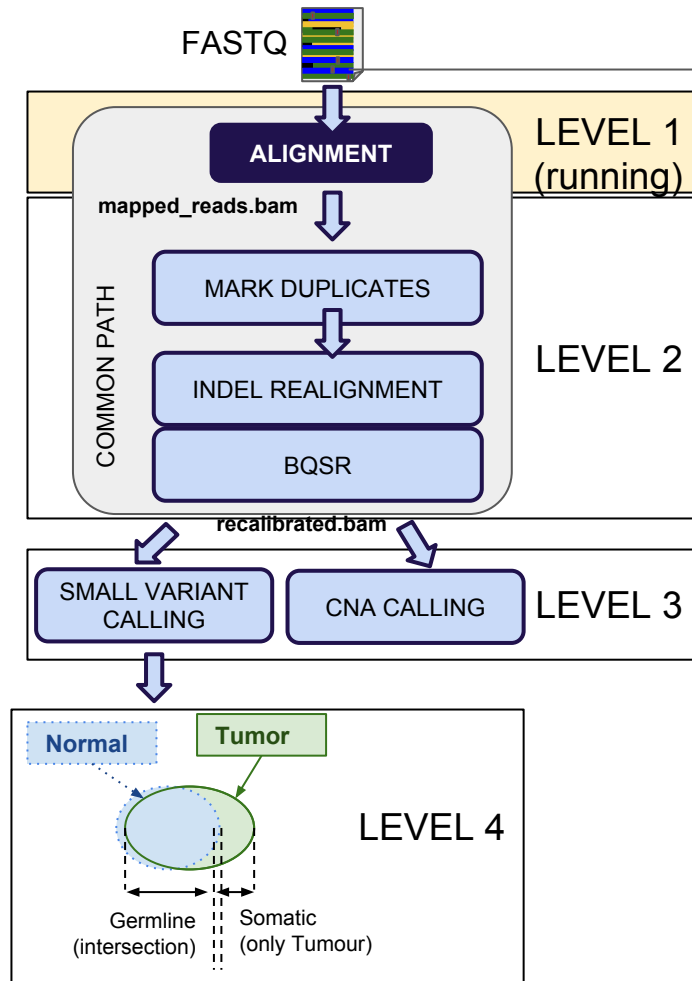 FASTQ
LEVEL 1
(running)
ALIGNMENT
mapped_reads.bam
COMMON PATH
MARK DUPLICATES
INDEL REALIGNMENT
BQSR
LEVEL 2
recalibrated.bam
SMALL VARIANT
CALLING
CNA CALLING
LEVEL 3
Normal
Tumor
LEVEL 4
Germline
(intersection)
Somatic
(only Tumour)